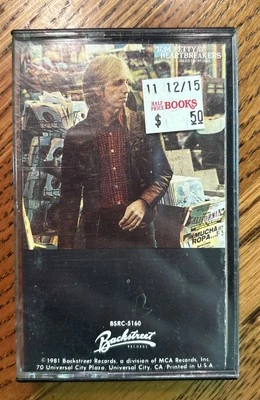 TOM PETTY AND THE
HEARTBREAKERS
11 12/15
HALF
PRICE BOOKS
$ 50
MUCHA
ROPA...
BSRC-5160
Backstreet
RECORDS
©1981 Backstreet Records, a division of MCA Records, Inc.
70 Universal City Plaza, Universal City, CA Printed in U.S.A.